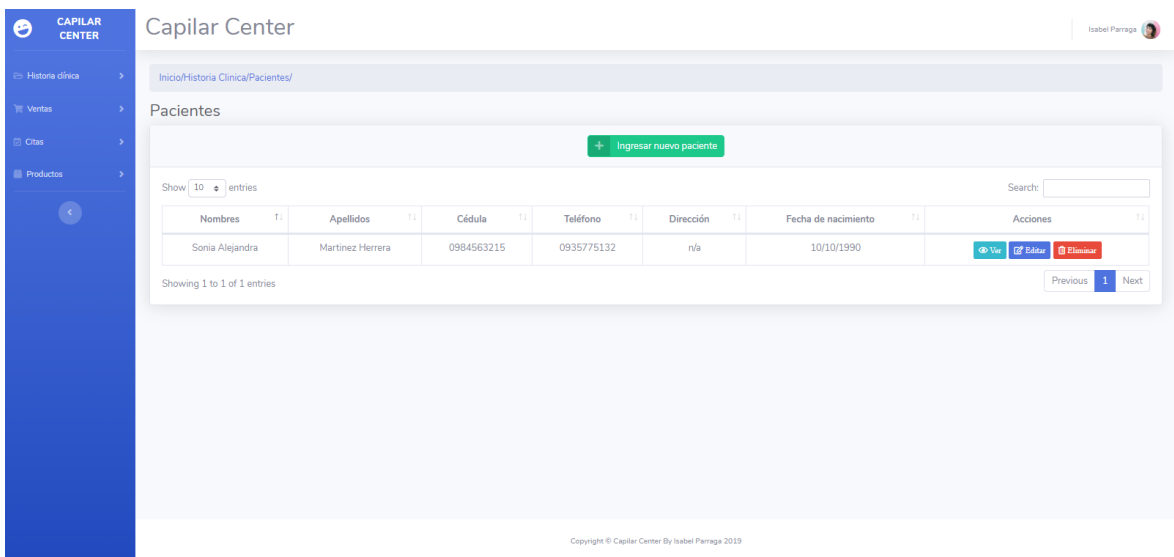 CAPILAR
CENTER
Capilar Center
Isabel Parraga
Historia clínica
Ventas
Citas
Productos
Inicio/Historia Clinica/Pacientes/
Pacientes
+ Ingresar nuevo paciente
Show 10 entries
Search:
Nombres Apellidos Cédula Teléfono Dirección Fecha de nacimiento Acciones
Sonia Alejandra Martinez Herrera 0984563215 0935775132 n/a 10/10/1990 Ver Editar Eliminar
Showing 1 to 1 of 1 entries
Previous 1 Next
Copyright © Capilar Center By Isabel Parraga 2019